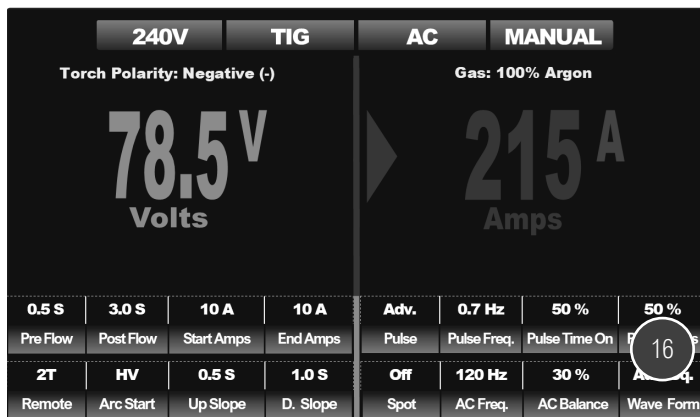 240V TIG AC MANUAL
Torch Polarity: Negative (-) Gas: 100% Argon
78.5 V 215 A
Volts Amps
0.5 S 3.0 S 10 A 10 A Adv. 0.7 Hz 50 % 50 %
Pre Flow Post Flow Start Amps End Amps Pulse Pulse Freq. Pulse Time On
16
2T HV 0.5 S 1.0 S Off 120 Hz 30 %
Remote Arc Start Up Slope D. Slope Spot AC Freq. AC Balance Wave Form